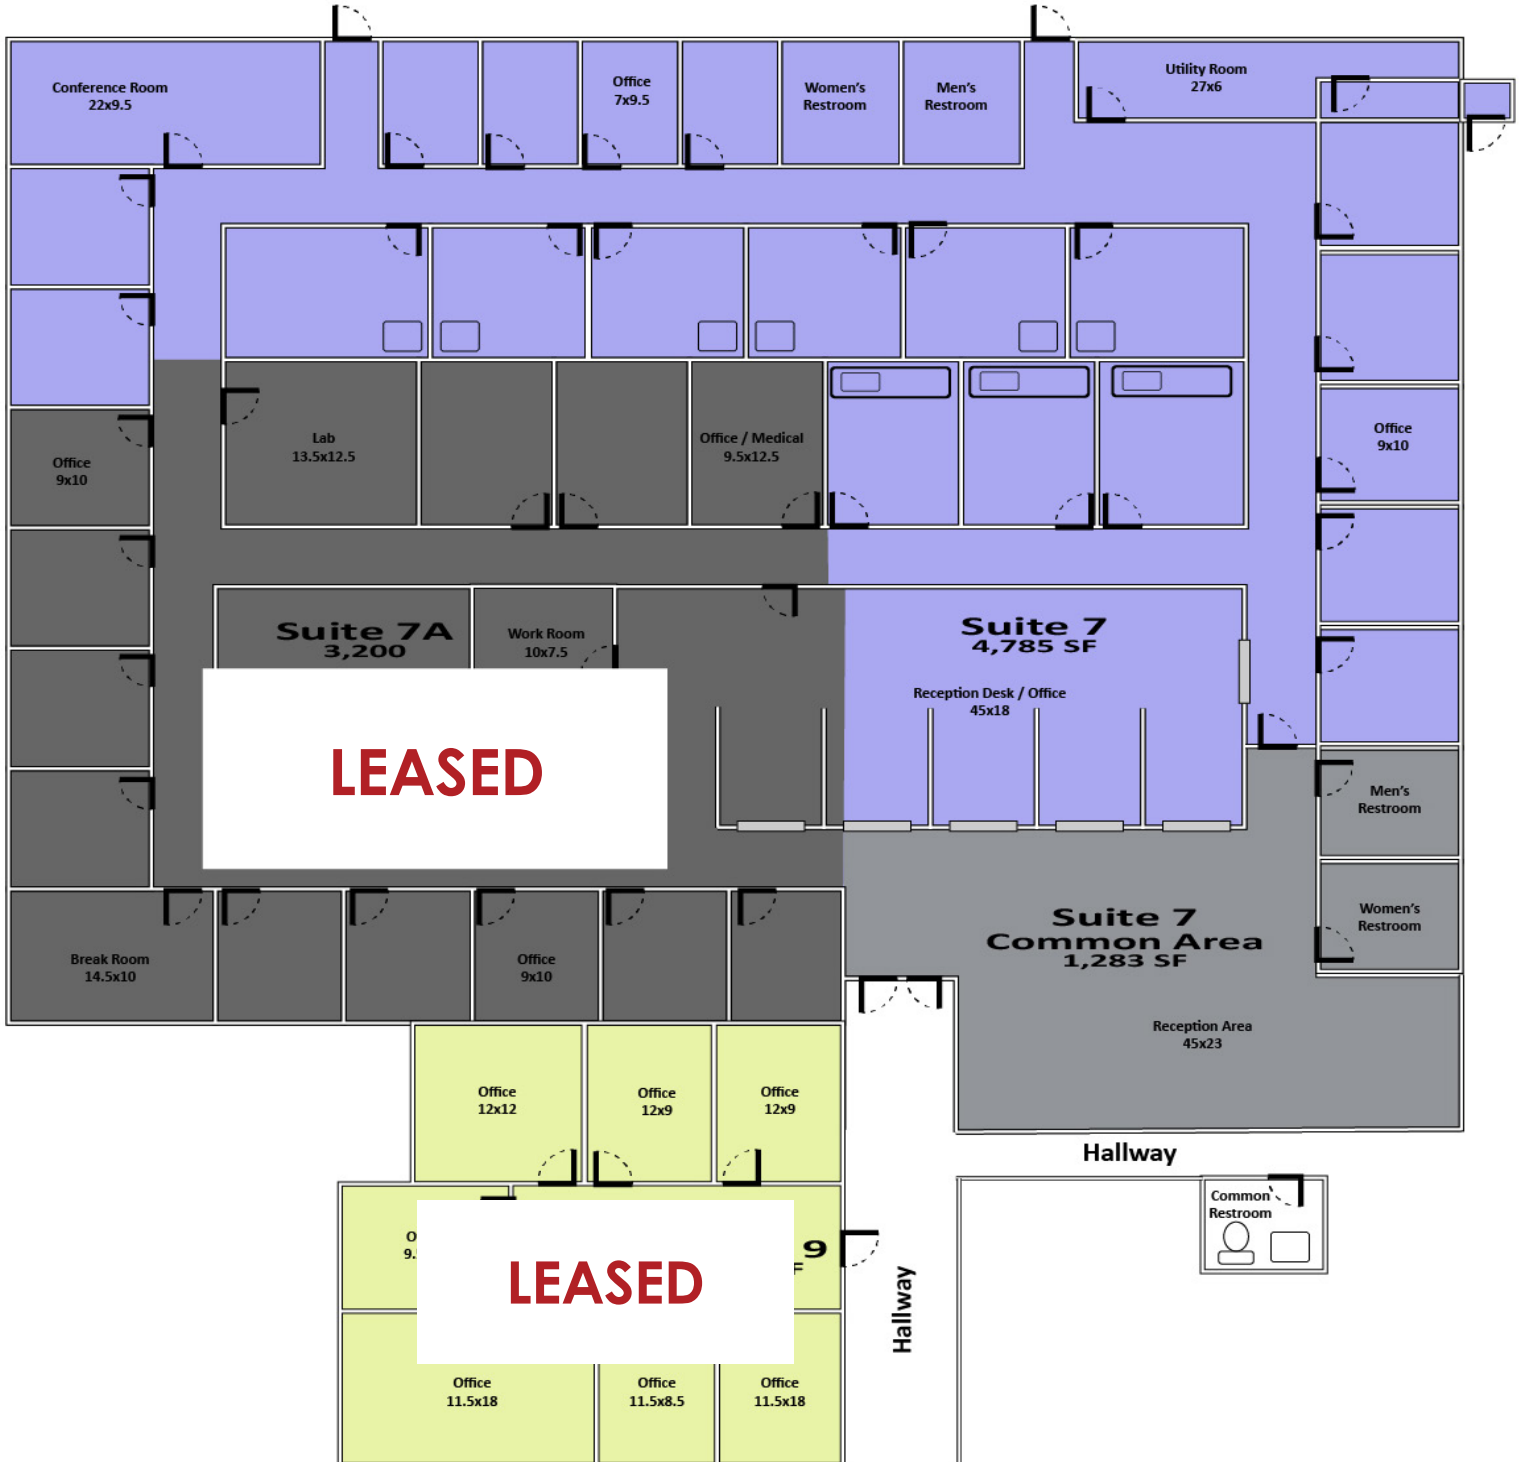 Conference Room
22x9.5
Office
7x9.5
Women's
Restroom
Men's
Restroom
Utility Room
27x6
Lab
13.5x12.5
Office / Medical
9.5x12.5
Office
9x10
Office
9x10
Suite 7A
3,200
Work Room
10x7.5
Suite 7
4,785 SF
Reception Desk / Office
45x18
LEASED
Men's
Restroom
Women's
Restroom
Suite 7
Common Area
1,283 SF
Break Room
14.5x10
Office
9x10
Reception Area
45x23
Office
12x12
Office
12x9
Office
12x9
Hallway
Common
Restroom
9
LEASED
Hallway
Office
11.5x18
Office
11.5x8.5
Office
11.5x18